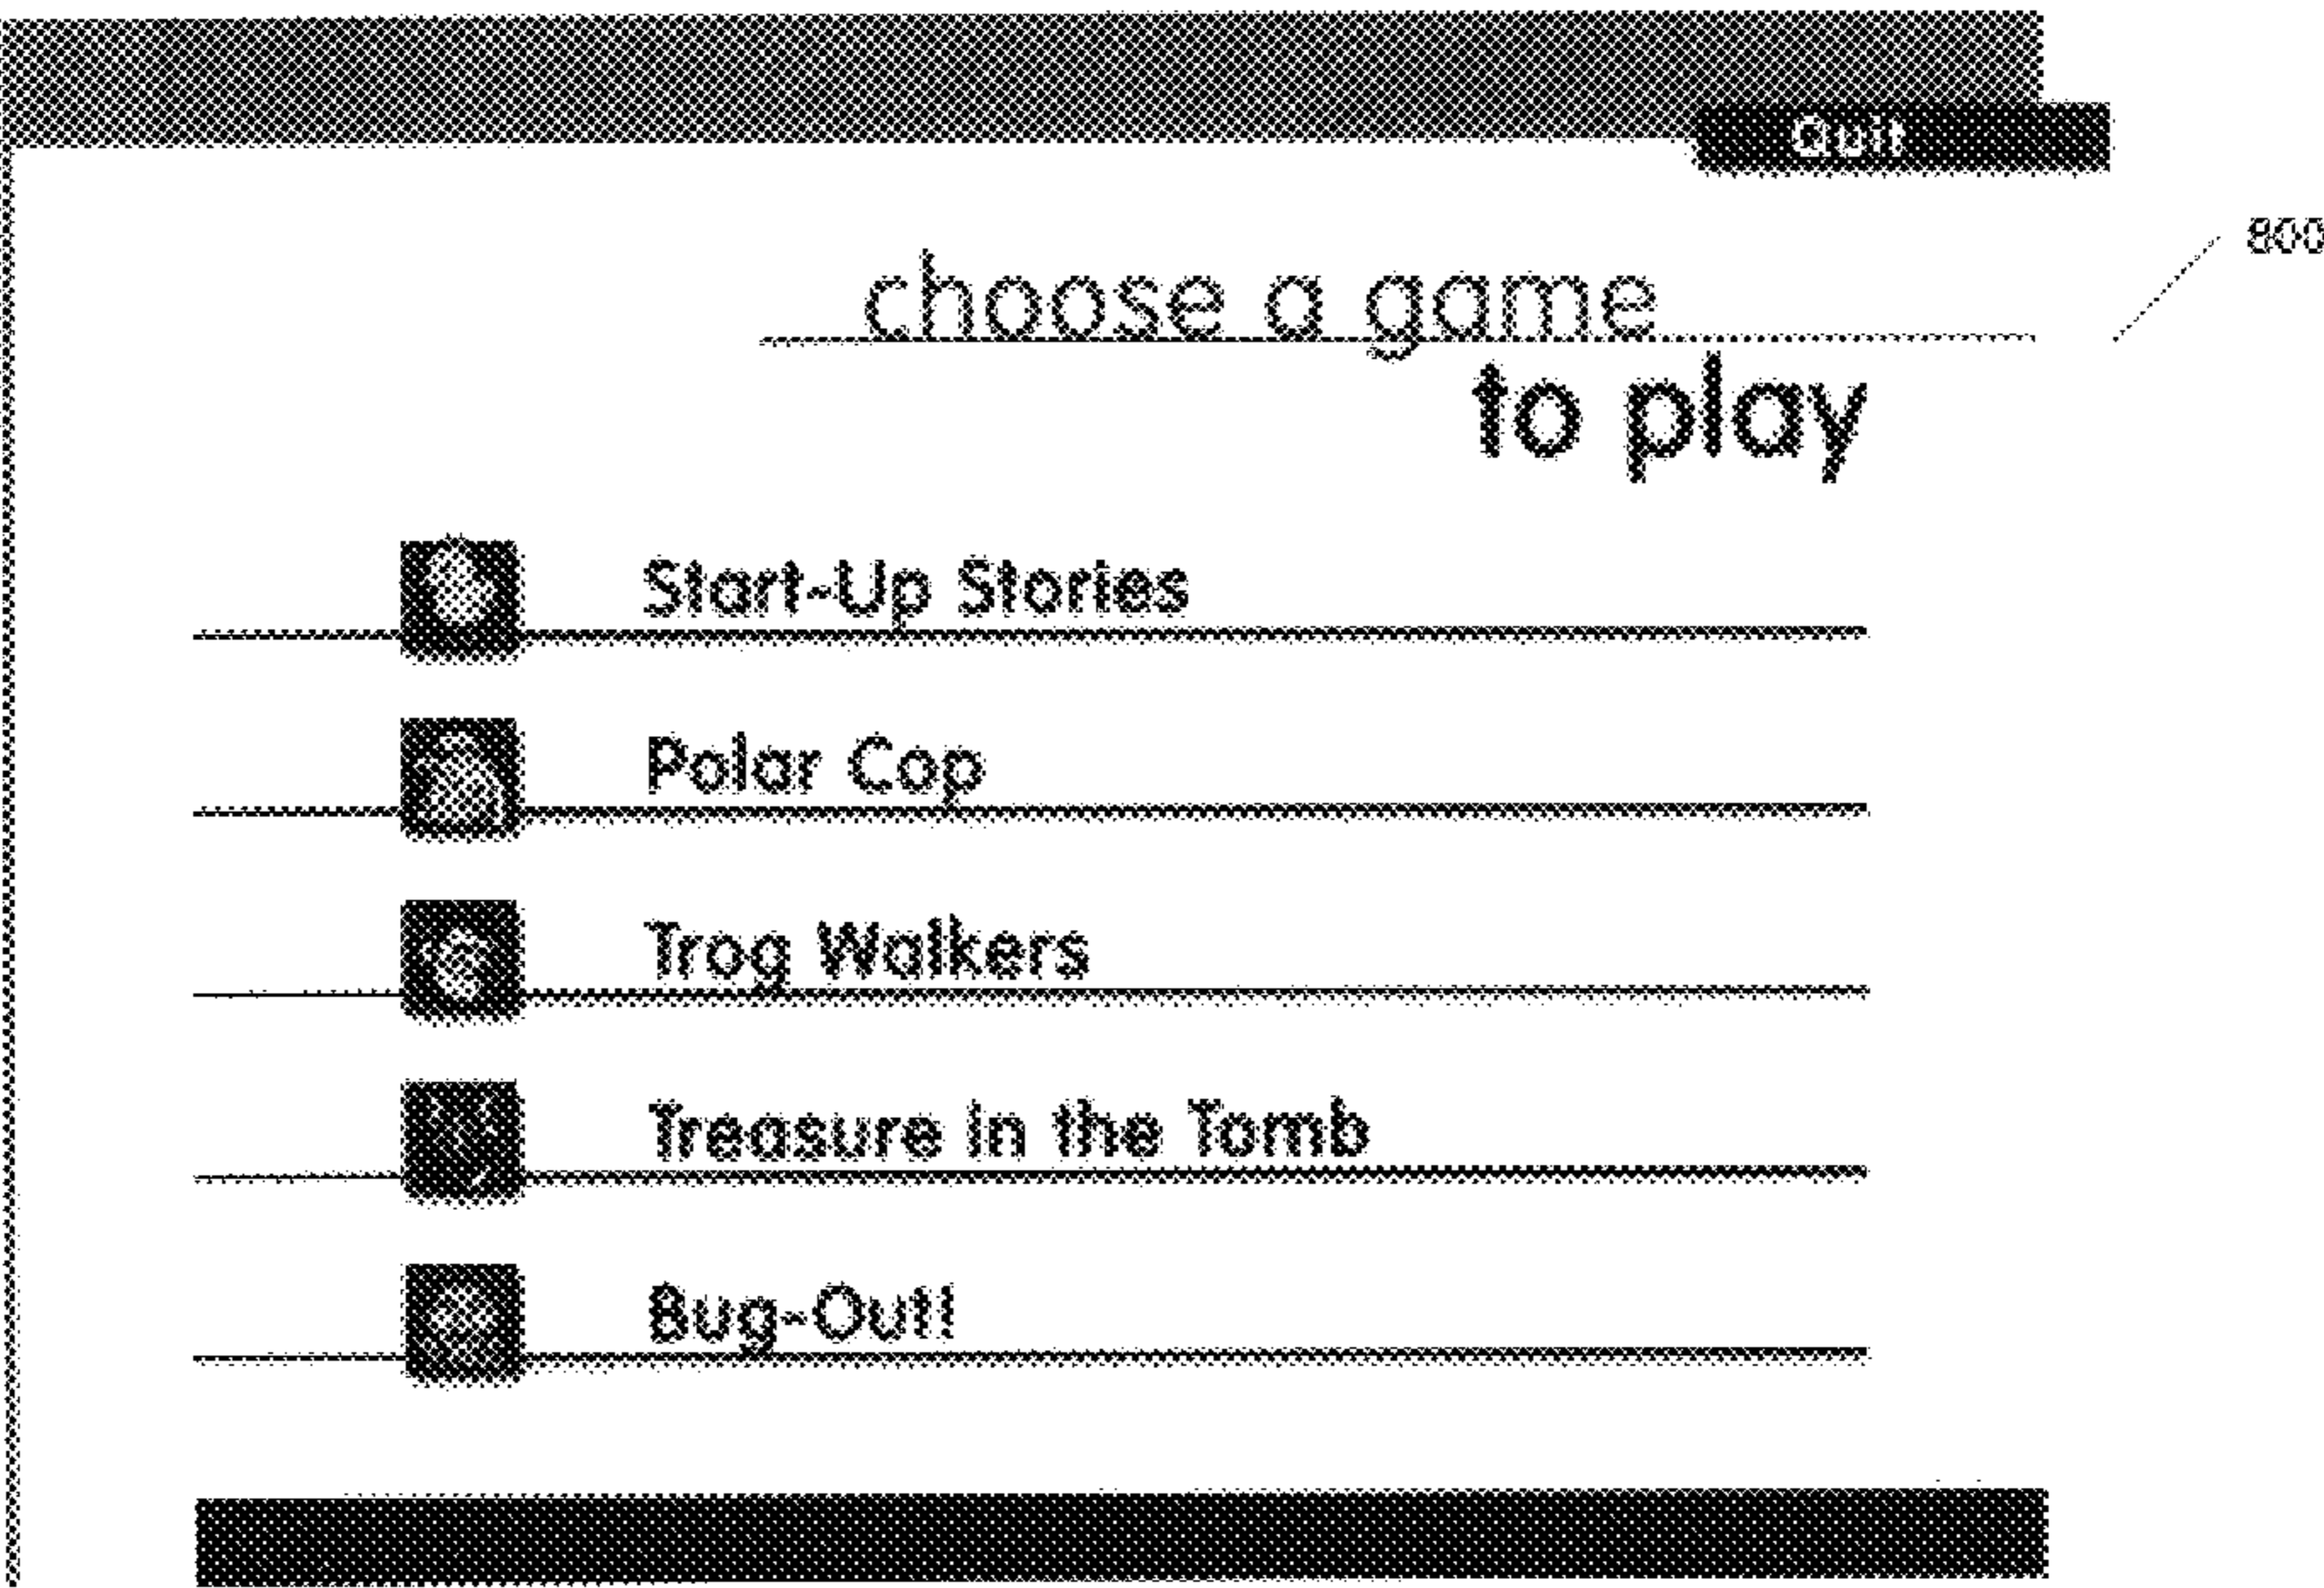 Quit
800
choose a game
to play
Start-Up Stories
Polar Cop
Trog Walkers
Treasure in the Tomb
Bug-Out!